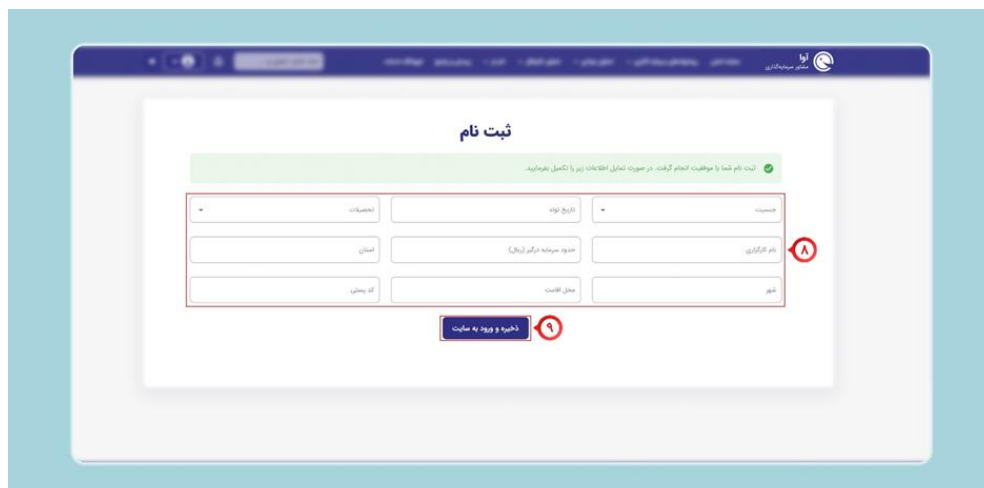 آوا
مشاور سرمایه‌گذاری
ثبت نام
ثبت نام شما با موفقیت انجام گرفت. در صورت تمایل اطلاعات زیر را تکمیل بفرمایید.
جنسیت
تاریخ تولد
تحصیلات
نام کارگزاری
حدود سرمایه درگیر (ریال)
استان
۸
شهر
محل اقامت
کد پستی
ذخیره و ورود به سایت
۹